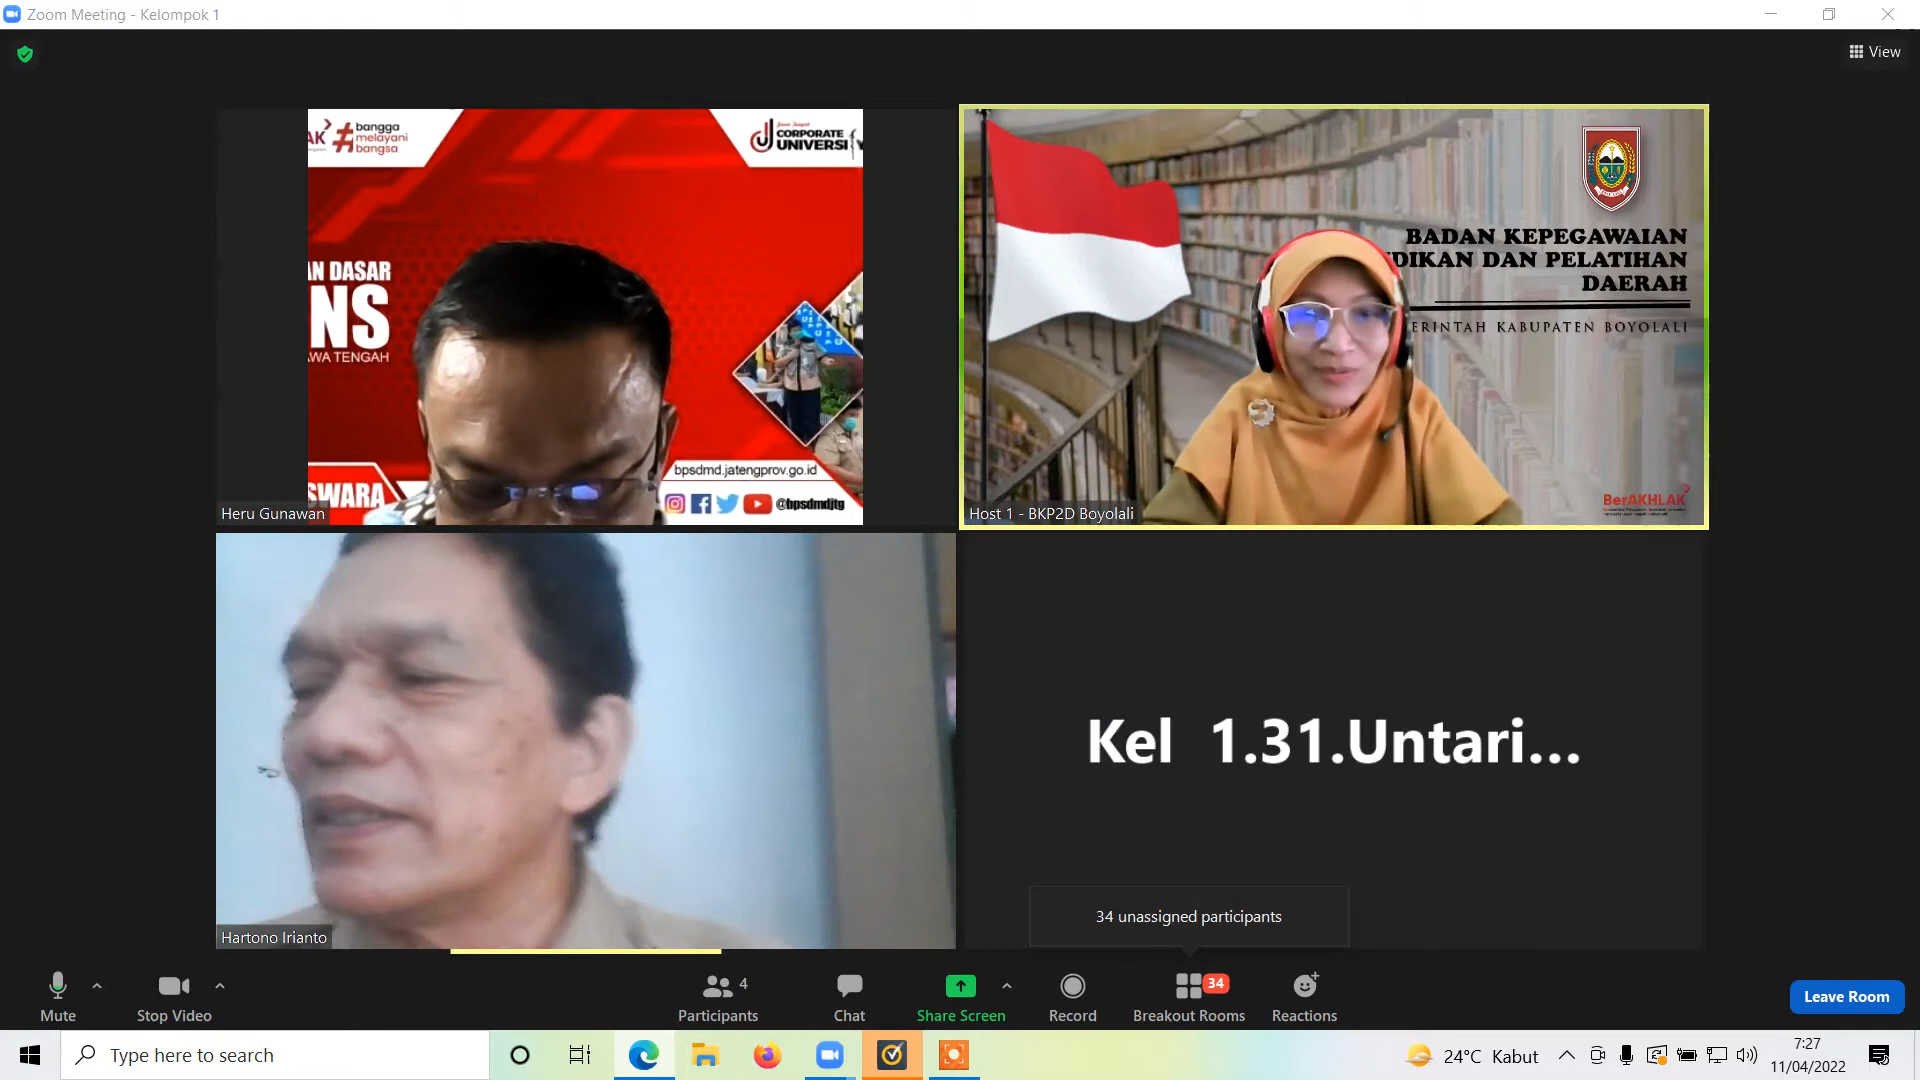 Zoom Meeting - Kelompok 1
View
AK
#
bangga
melayani
bangsa
Jawa Tengah
CORPORATE
UNIVERSI
N DASAR
NS
WA TENGAH
SWARA
bpsdmd.jatengprov.go.id
@bpsdmdjtg
Heru Gunawan
BADAN KEPEGAWAIAN
DIKAN DAN PELATIHAN
DAERAH
ERINTAH KABUPATEN BOYOLALI
BerAKHLAK
Host 1 - BKP2D Boyolali
Hartono Irianto
Kel 1.31.Untari...
34 unassigned participants
Mute
Stop Video
4
Participants
Chat
Share Screen
Record
34
Breakout Rooms
Reactions
Leave Room
Type here to search
24°C Kabut
7:27
11/04/2022